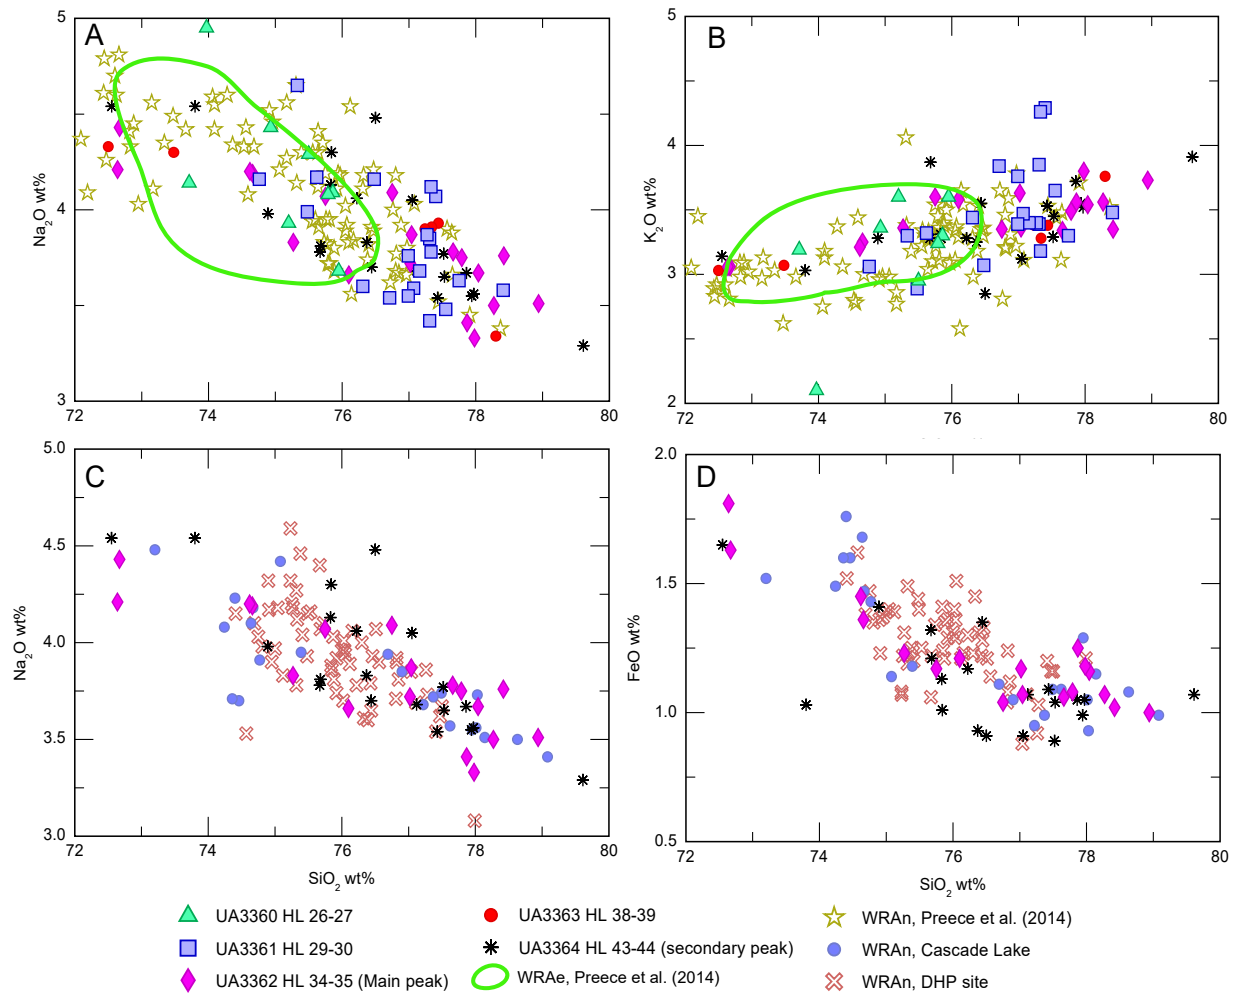 A
5
4
3
Na2O wt%
72
74
76
78
80
B
5
4
3
2
K2O wt%
72
74
76
78
80
C
5.0
4.5
4.0
3.5
3.0
Na2O wt%
72
74
76
78
80
SiO2 wt%
D
2.0
1.5
1.0
0.5
FeO wt%
72
74
76
78
80
SiO2 wt%
UA3360 HL 26-27
UA3361 HL 29-30
UA3362 HL 34-35 (Main peak)
UA3363 HL 38-39
UA3364 HL 43-44 (secondary peak)
WRAe, Preece et al. (2014)
WRAn, Preece et al. (2014)
WRAn, Cascade Lake
WRAn, DHP site